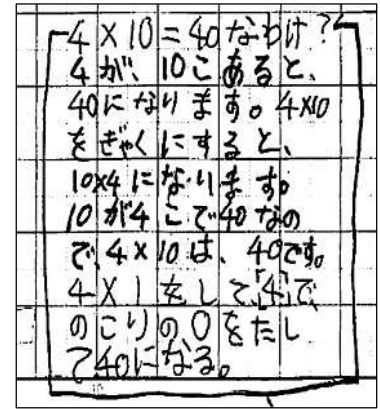 4×10=40なわけ?
4が、10こあると、
40になります。4×10
をぎゃくにすると、
10×4になります。
10が4こで40なの
で、4×10は、40です。
4×1をして「4」で、
のこりの0をたし
て40になる。